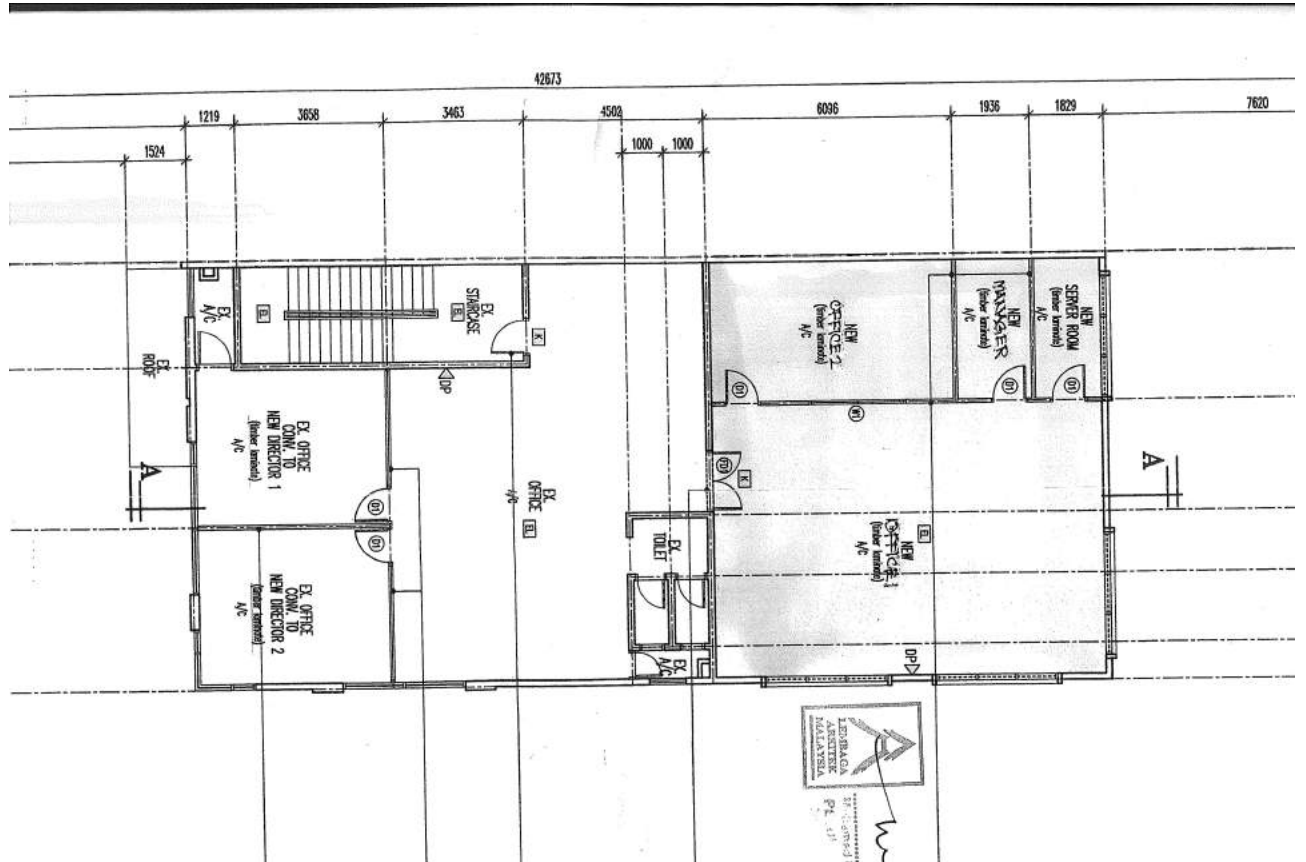 42673
1219
3658
3463
4502
6096
1936
1829
7620
1524
1000
1000
EX.
A/C
EL
EX.
STAIRCASE
EL
K
NEW
OFFICE 2
(timber laminate)
A/C
NEW
MANAGER
(timber laminate)
A/C
NEW
SERVER ROOM
(timber laminate)
A/C
EX.
ROOF
DP
D1
D1
D1
W1
A
EX. OFFICE
CONV. TO
NEW DIRECTOR 1
(timber laminate)
A/C
D1
D1
EX.
OFFICE
A/C
EL
K
A
EX.
TOILET
NEW
OFFICE 1
(timber laminate)
A/C
EL
EX. OFFICE
CONV. TO
NEW DIRECTOR 2
(timber laminate)
A/C
EX.
A/C
DP
LEMBAGA
ARKITEK
MALAYSIA